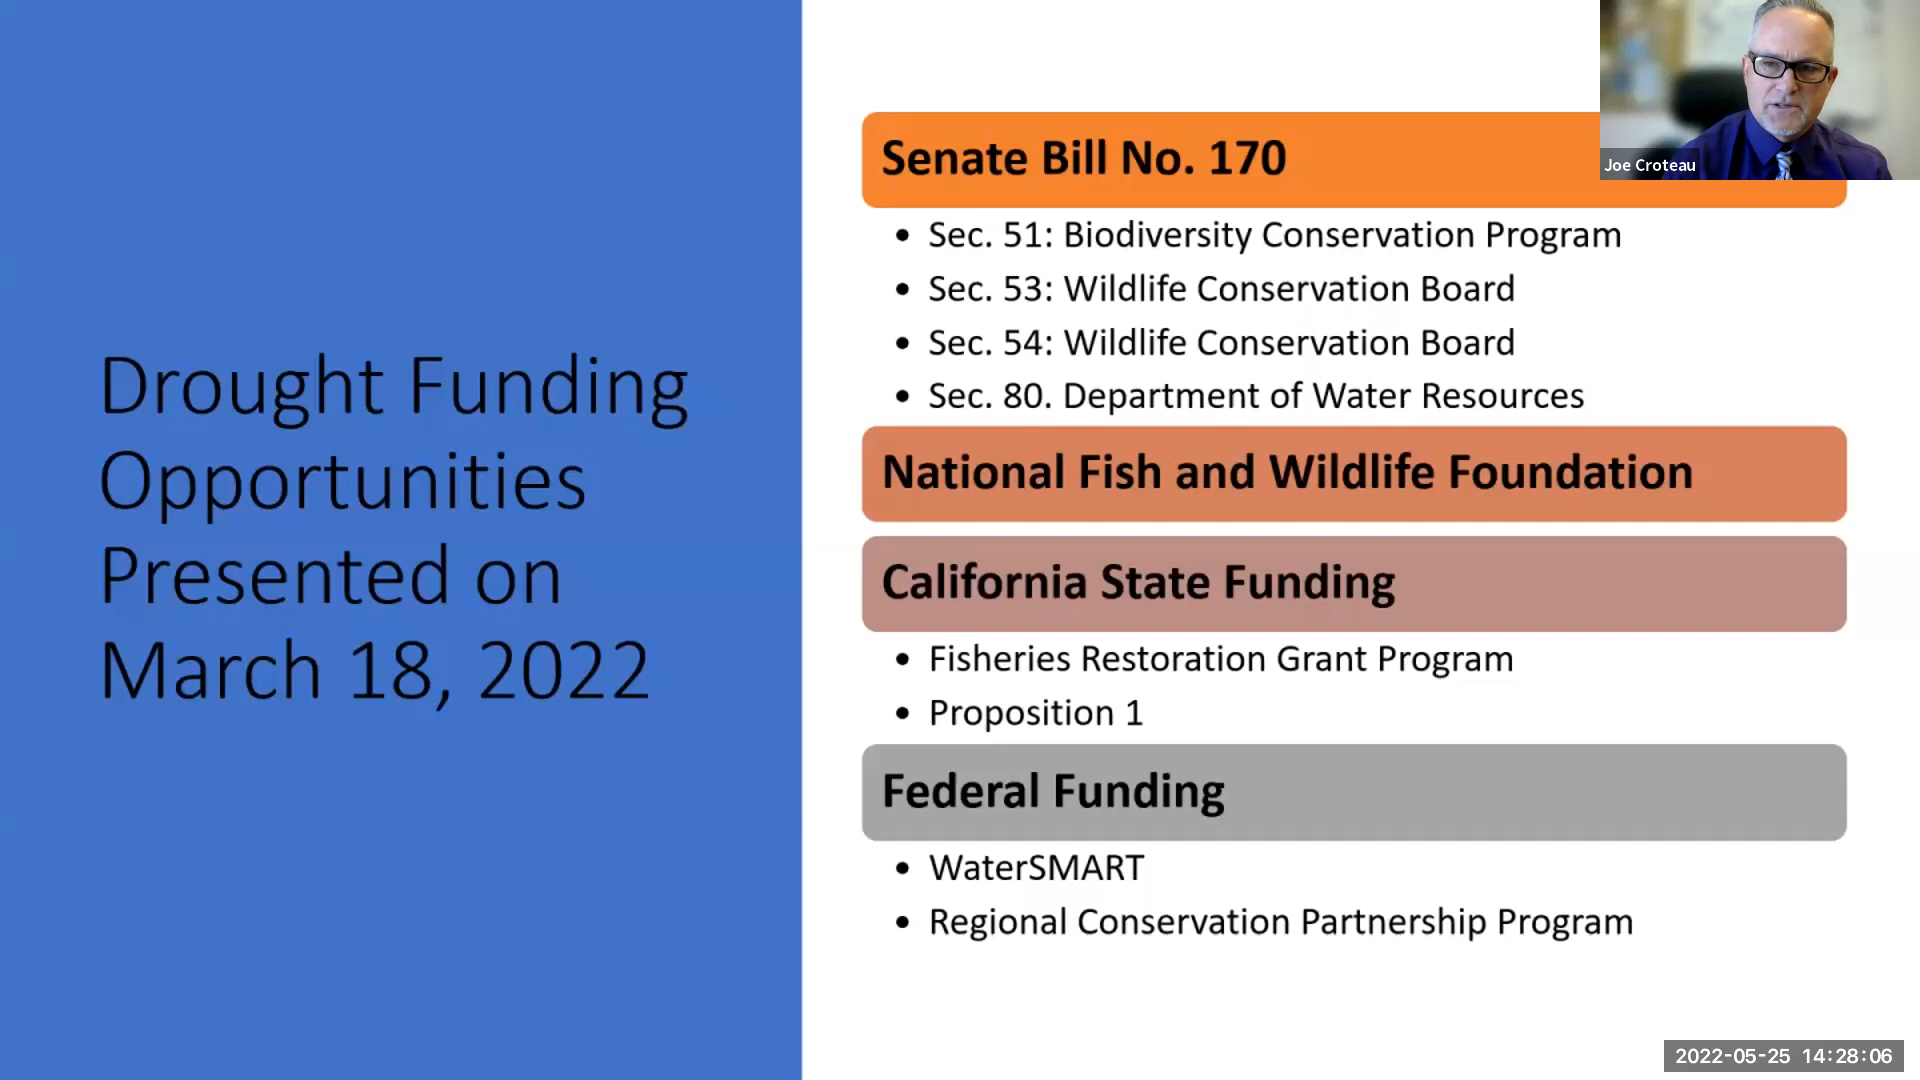 Drought Funding
Opportunities
Presented on
March 18, 2022
Senate Bill No. 170
• Sec. 51: Biodiversity Conservation Program
• Sec. 53: Wildlife Conservation Board
• Sec. 54: Wildlife Conservation Board
• Sec. 80. Department of Water Resources
National Fish and Wildlife Foundation
California State Funding
• Fisheries Restoration Grant Program
• Proposition 1
Federal Funding
• WaterSMART
• Regional Conservation Partnership Program
Joe Croteau
2022-05-25 14:28:06